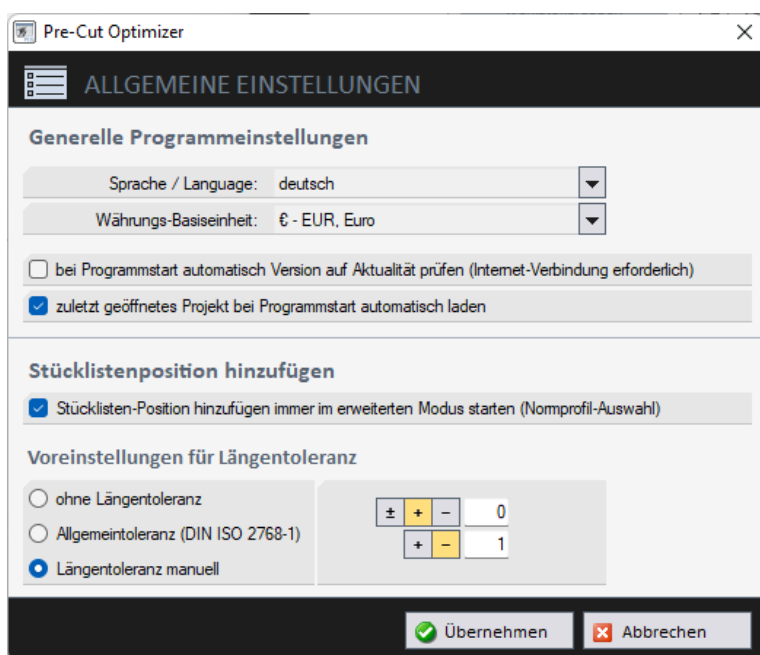 Pre-Cut Optimizer
ALLGEMEINE EINSTELLUNGEN
Generelle Programmeinstellungen
Sprache / Language: deutsch
Währungs-Basiseinheit: € - EUR, Euro
bei Programmstart automatisch Version auf Aktualität prüfen (Internet-Verbindung erforderlich)
zuletzt geöffnetes Projekt bei Programmstart automatisch laden
Stücklistenposition hinzufügen
Stücklisten-Position hinzufügen immer im erweiterten Modus starten (Normprofil-Auswahl)
Voreinstellungen für Längentoleranz
ohne Längentoleranz
± + − 0
Allgemeintoleranz (DIN ISO 2768-1)
+ − 1
Längentoleranz manuell
Übernehmen Abbrechen